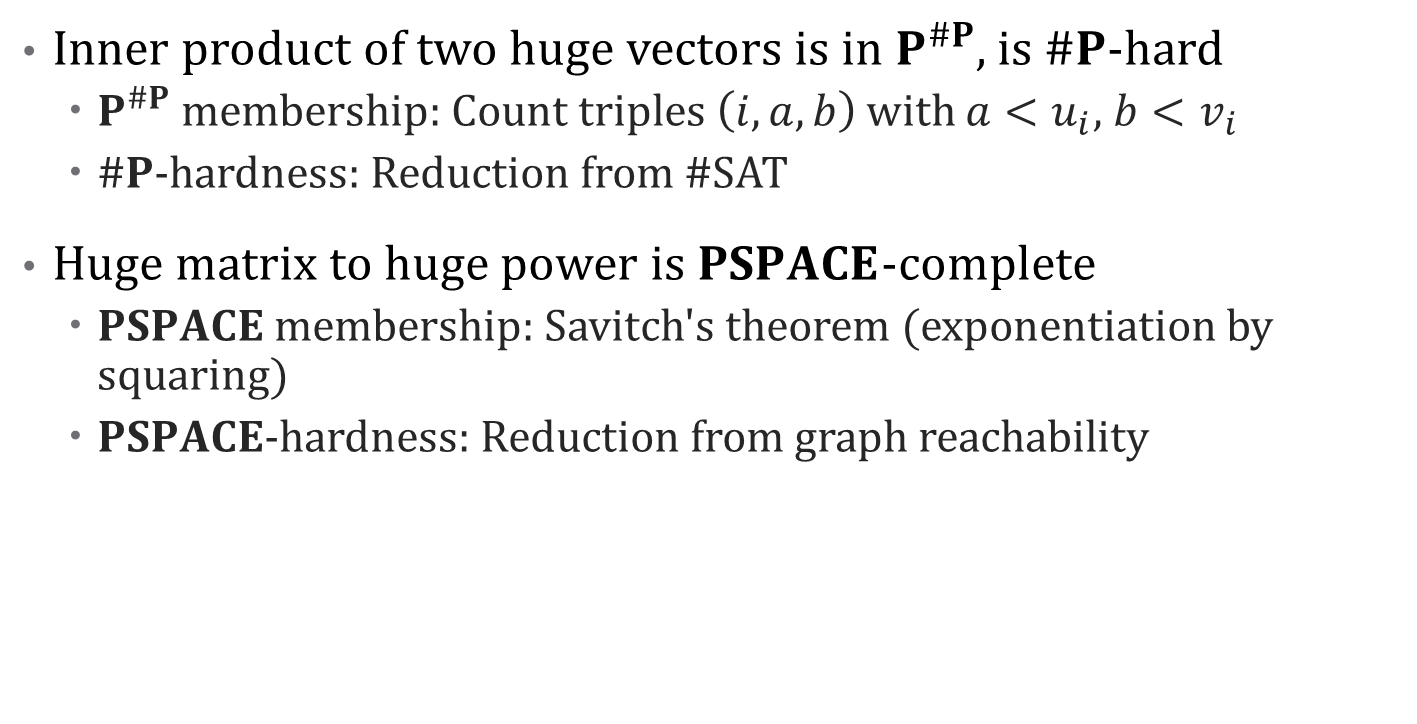 • Inner product of two huge vectors is in P^#P, is #P-hard
• P^#P membership: Count triples (i, a, b) with a < u_i, b < v_i
• #P-hardness: Reduction from #SAT
• Huge matrix to huge power is PSPACE-complete
• PSPACE membership: Savitch's theorem (exponentiation by
squaring)
• PSPACE-hardness: Reduction from graph reachability